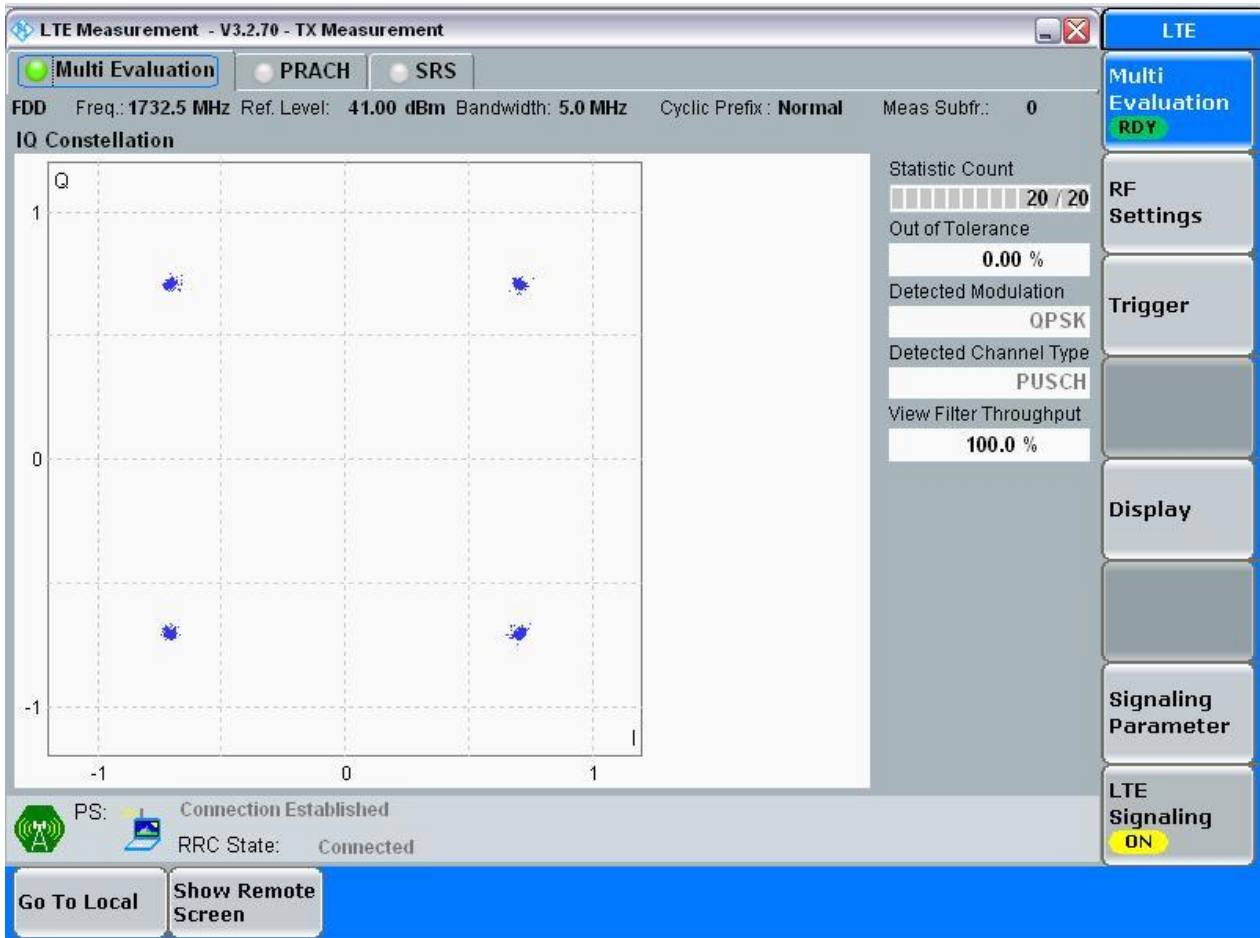 LTE Measurement - V3.2.70 - TX Measurement
LTE
Multi Evaluation PRACH SRS
FDD Freq.: 1732.5 MHz Ref. Level: 41.00 dBm Bandwidth: 5.0 MHz Cyclic Prefix : Normal Meas Subfr.: 0
IQ Constellation
Q
1
0
-1
-1 0 1
I
Statistic Count
20 / 20
Out of Tolerance
0.00 %
Detected Modulation
QPSK
Detected Channel Type
PUSCH
View Filter Throughput
100.0 %
PS: Connection Established
RRC State: Connected
Multi
Evaluation
RDY
RF
Settings
Trigger
Display
Signaling
Parameter
LTE
Signaling
ON
Go To Local
Show Remote
Screen